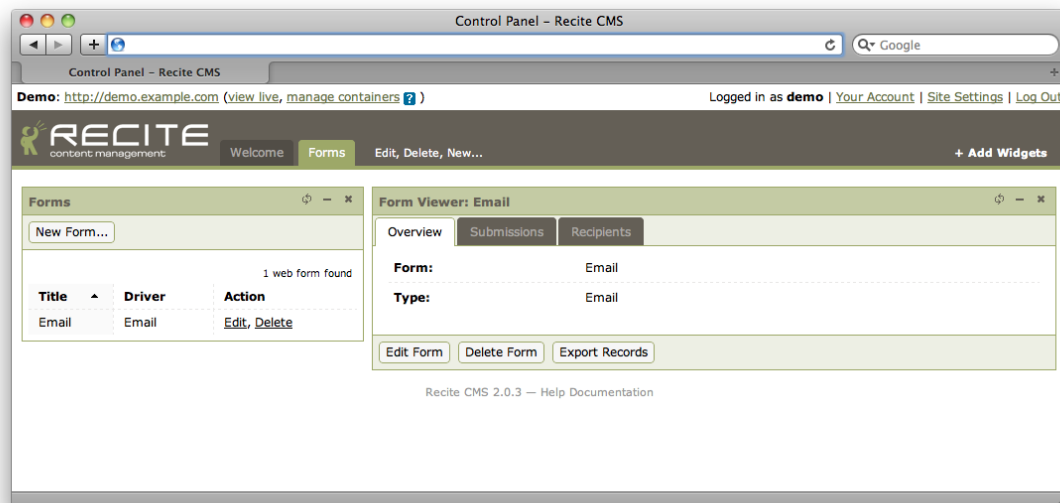 Control Panel – Recite CMS
Google
Control Panel – Recite CMS
Demo: http://demo.example.com (view live, manage containers ? )
Logged in as demo | Your Account | Site Settings | Log Out
RECITE
content management
Welcome
Forms
Edit, Delete, New...
+ Add Widgets
Forms
New Form...
1 web form found
Title Driver Action
Email Email Edit, Delete
Form Viewer: Email
Overview Submissions Recipients
Form: Email
Type: Email
Edit Form Delete Form Export Records
Recite CMS 2.0.3 — Help Documentation